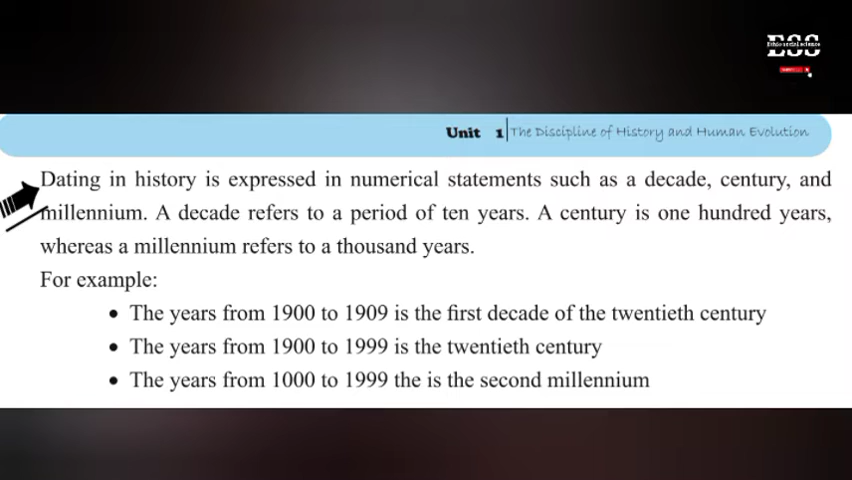 ESS
Ethio social science
Unit 1 The Discipline of History and Human Evolution
Dating in history is expressed in numerical statements such as a decade, century, and
millennium. A decade refers to a period of ten years. A century is one hundred years,
whereas a millennium refers to a thousand years.
For example:
• The years from 1900 to 1909 is the first decade of the twentieth century
• The years from 1900 to 1999 is the twentieth century
• The years from 1000 to 1999 the is the second millennium